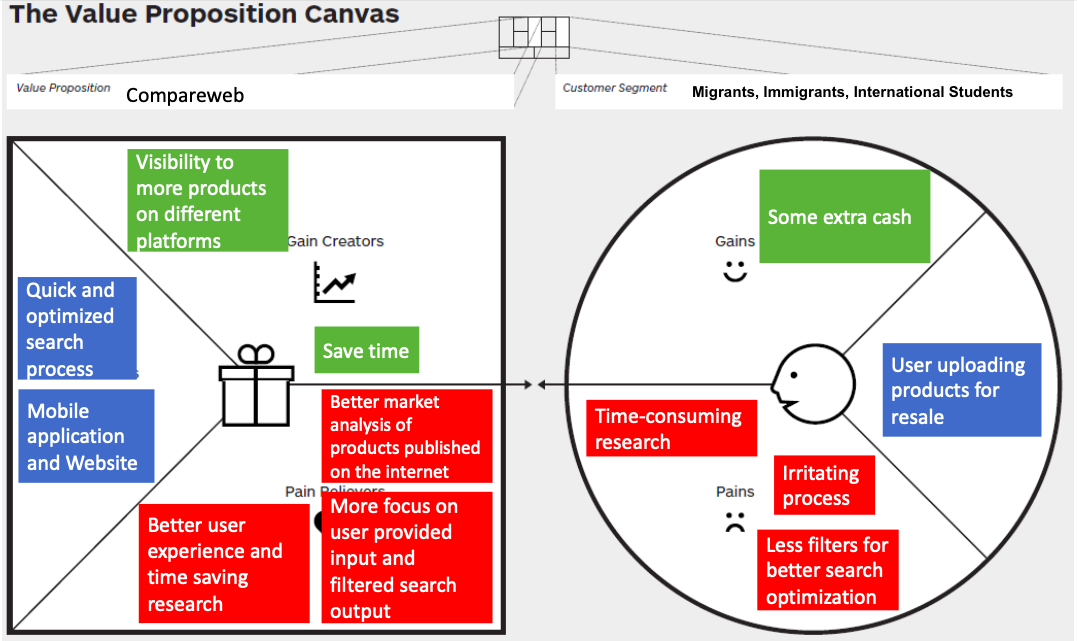 The Value Proposition Canvas
Value Proposition
Compareweb
Customer Segment
Migrants, Immigrants, International Students
Visibility to
more products
on different
platforms
Gain Creators
Quick and
optimized
search
process
s
Mobile
application
and Website
Save time
Better market
analysis of
products published
on the internet
Pain Relievers
More focus on
user provided
input and
filtered search
output
Better user
experience and
time saving
research
Some extra cash
Gains
User uploading
products for
resale
Time-consuming
research
Irritating
process
Pains
Less filters for
better search
optimization